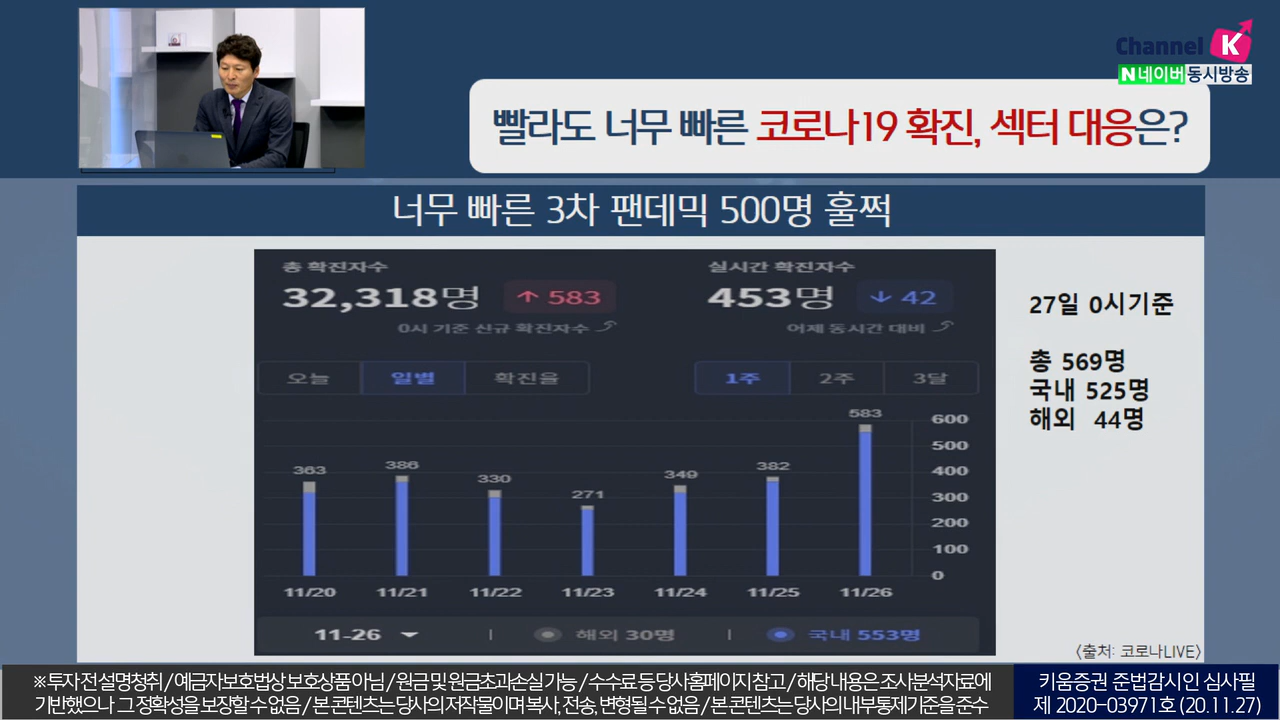 Channel K
N 네이버 동시방송
빨라도 너무 빠른 코로나19 확진, 섹터 대응은?
너무 빠른 3차 팬데믹 500명 훌쩍
총 확진자수
32,318명 ↑ 583
0시 기준 신규 확진자수
실시간 확진자수
453명 ↓ 42
어제 동시간 대비
오늘 일별 확진율
1주 2주 3달
363 386 330 271 349 382 583
600
500
400
300
200
100
0
11/20 11/21 11/22 11/23 11/24 11/25 11/26
11-26 해외 30명 국내 553명
27일 0시기준
총 569명
국내 525명
해외 44명
<출처: 코로나LIVE>
※ 투자 전 설명청취 / 예금자보호법상 보호상품 아님 / 원금 및 원금초과손실 가능 / 수수료 등 당사홈페이지 참고 / 해당 내용은 조사분석자료에
기반했으나 그 정확성을 보장할 수 없음 / 본 콘텐츠는 당사의 저작물이며 복사, 전송, 변형될 수 없음 / 본 콘텐츠는 당사의 내부통제기준을 준수
키움증권 준법감시인 심사필
제 2020-03971호 (20.11.27)